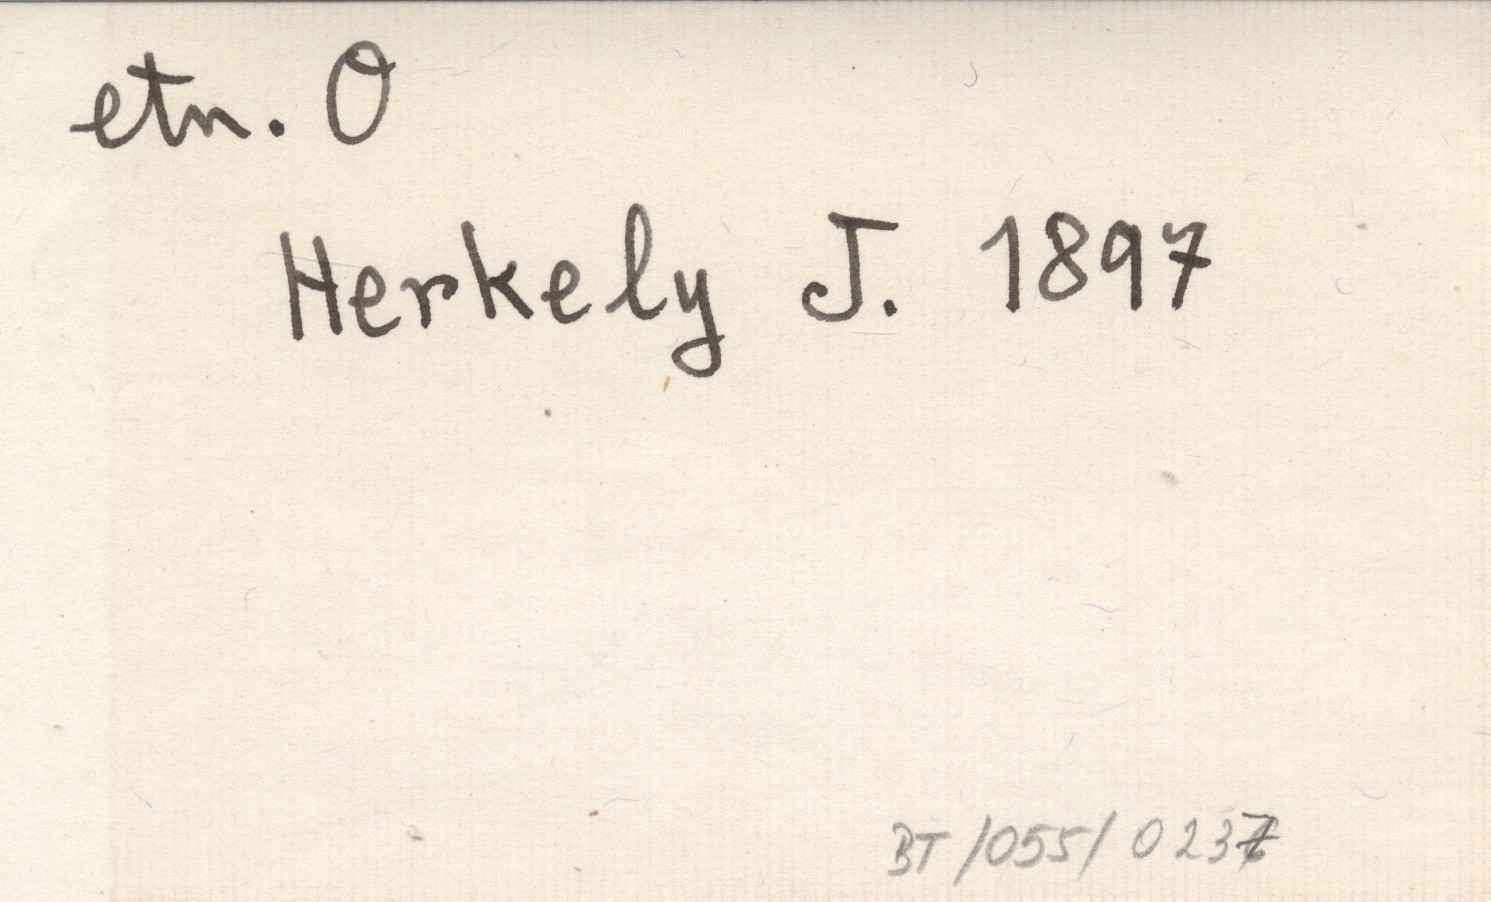 etn. O
Herkely J. 1897
BT/055/0237